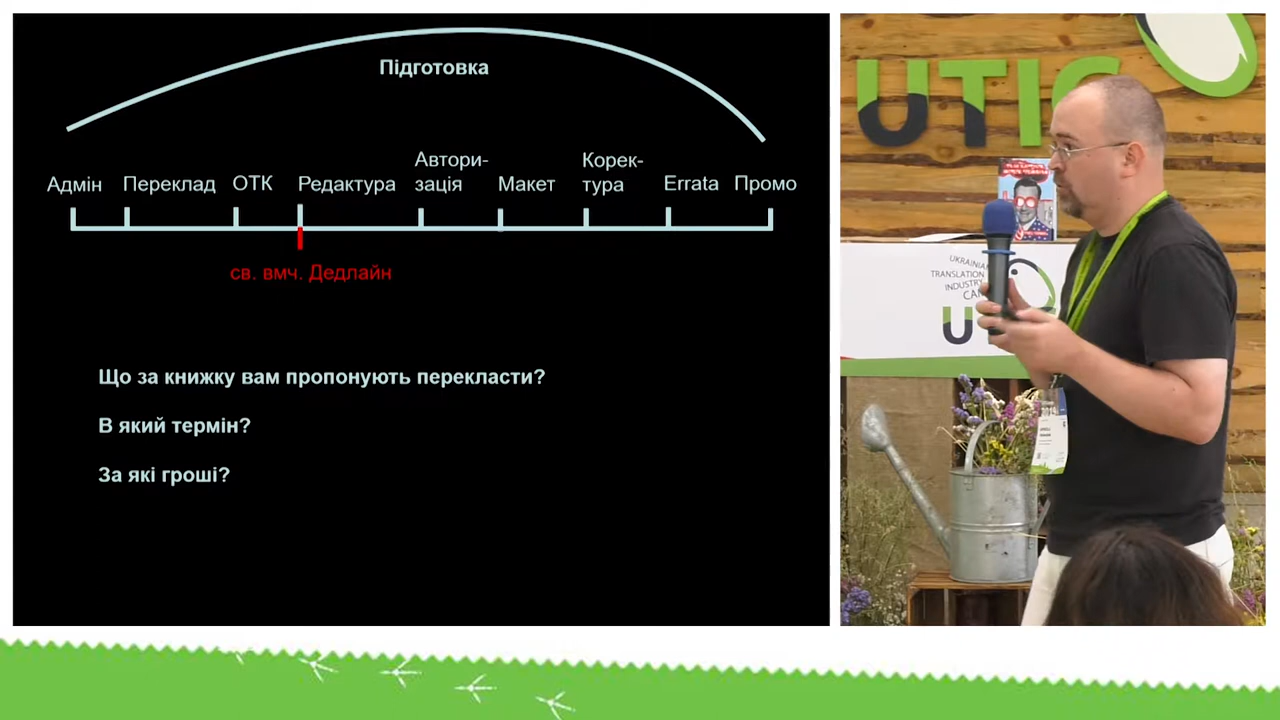 Підготовка
Адмін
Переклад
ОТК
Редактура
Автори-
зація
Макет
Корек-
тура
Errata
Промо
св. вмч. Дедлайн
Що за книжку вам пропонують перекласти?
В який термін?
За які гроші?
UTIC
UKRAINIAN
TRANSLATION
INDUSTRY